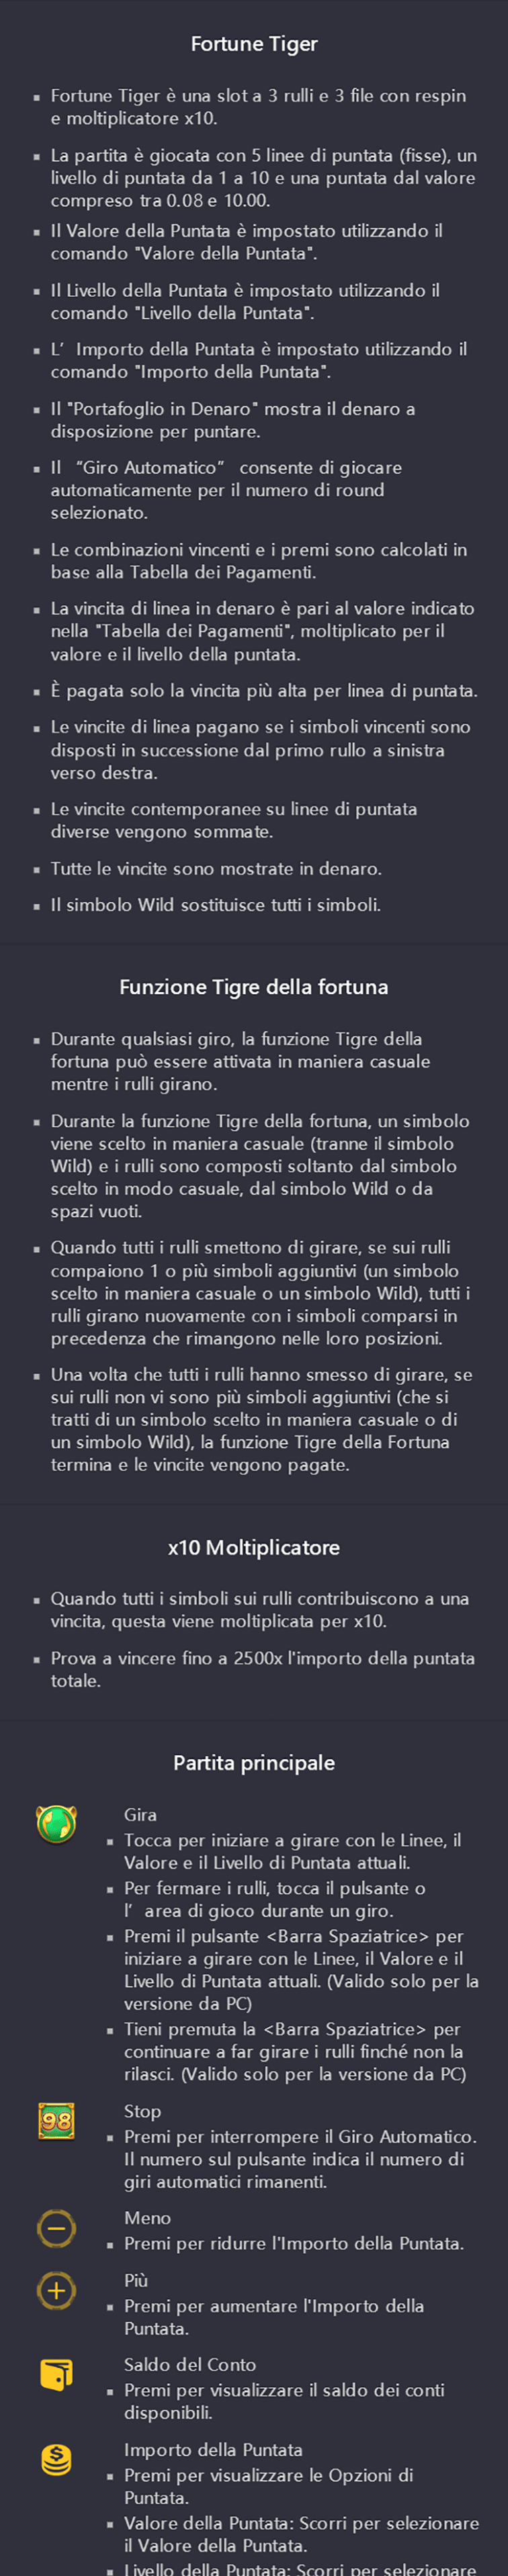 Fortune Tiger
▪ Fortune Tiger è una slot a 3 rulli e 3 file con respin
e moltiplicatore x10.
▪ La partita è giocata con 5 linee di puntata (fisse), un
livello di puntata da 1 a 10 e una puntata dal valore
compreso tra 0.08 e 10.00.
▪ Il Valore della Puntata è impostato utilizzando il
comando "Valore della Puntata".
▪ Il Livello della Puntata è impostato utilizzando il
comando "Livello della Puntata".
▪ L’ Importo della Puntata è impostato utilizzando il
comando "Importo della Puntata".
▪ Il "Portafoglio in Denaro" mostra il denaro a
disposizione per puntare.
▪ Il “Giro Automatico” consente di giocare
automaticamente per il numero di round
selezionato.
▪ Le combinazioni vincenti e i premi sono calcolati in
base alla Tabella dei Pagamenti.
▪ La vincita di linea in denaro è pari al valore indicato
nella "Tabella dei Pagamenti", moltiplicato per il
valore e il livello della puntata.
▪ È pagata solo la vincita più alta per linea di puntata.
▪ Le vincite di linea pagano se i simboli vincenti sono
disposti in successione dal primo rullo a sinistra
verso destra.
▪ Le vincite contemporanee su linee di puntata
diverse vengono sommate.
▪ Tutte le vincite sono mostrate in denaro.
▪ Il simbolo Wild sostituisce tutti i simboli.
Funzione Tigre della fortuna
▪ Durante qualsiasi giro, la funzione Tigre della
fortuna può essere attivata in maniera casuale
mentre i rulli girano.
▪ Durante la funzione Tigre della fortuna, un simbolo
viene scelto in maniera casuale (tranne il simbolo
Wild) e i rulli sono composti soltanto dal simbolo
scelto in modo casuale, dal simbolo Wild o da
spazi vuoti.
▪ Quando tutti i rulli smettono di girare, se sui rulli
compaiono 1 o più simboli aggiuntivi (un simbolo
scelto in maniera casuale o un simbolo Wild), tutti i
rulli girano nuovamente con i simboli comparsi in
precedenza che rimangono nelle loro posizioni.
▪ Una volta che tutti i rulli hanno smesso di girare, se
sui rulli non vi sono più simboli aggiuntivi (che si
tratti di un simbolo scelto in maniera casuale o di
un simbolo Wild), la funzione Tigre della Fortuna
termina e le vincite vengono pagate.
x10 Moltiplicatore
▪ Quando tutti i simboli sui rulli contribuiscono a una
vincita, questa viene moltiplicata per x10.
▪ Prova a vincere fino a 2500x l'importo della puntata
totale.
Partita principale
Gira
▪ Tocca per iniziare a girare con le Linee, il
Valore e il Livello di Puntata attuali.
▪ Per fermare i rulli, tocca il pulsante o
l’ area di gioco durante un giro.
▪ Premi il pulsante <Barra Spaziatrice> per
iniziare a girare con le Linee, il Valore e il
Livello di Puntata attuali. (Valido solo per la
versione da PC)
▪ Tieni premuta la <Barra Spaziatrice> per
continuare a far girare i rulli finché non la
rilasci. (Valido solo per la versione da PC)
98
Stop
▪ Premi per interrompere il Giro Automatico.
Il numero sul pulsante indica il numero di
giri automatici rimanenti.
Meno
▪ Premi per ridurre l'Importo della Puntata.
Più
▪ Premi per aumentare l'Importo della
Puntata.
Saldo del Conto
▪ Premi per visualizzare il saldo dei conti
disponibili.
Importo della Puntata
▪ Premi per visualizzare le Opzioni di
Puntata.
▪ Valore della Puntata: Scorri per selezionare
il Valore della Puntata.
▪ Livello della Puntata: Scorri per selezionare